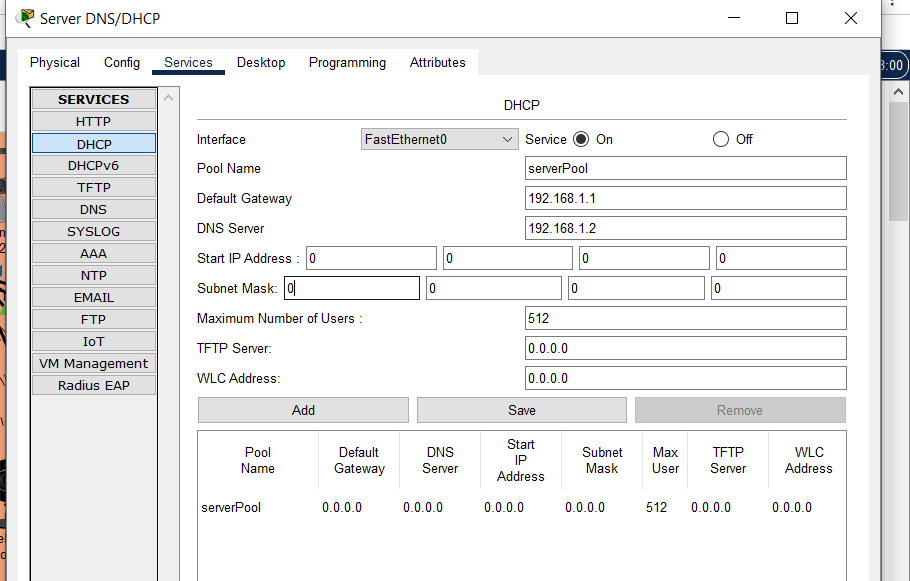 Server DNS/DHCP
Physical Config Services Desktop Programming Attributes
3:00
SERVICES
HTTP
DHCP
DHCPv6
TFTP
DNS
SYSLOG
AAA
NTP
EMAIL
FTP
IoT
VM Management
Radius EAP
DHCP
Interface FastEthernet0 Service On Off
Pool Name serverPool
Default Gateway 192.168.1.1
DNS Server 192.168.1.2
Start IP Address : 0 0 0 0
Subnet Mask: 0 0 0 0
Maximum Number of Users : 512
TFTP Server: 0.0.0.0
WLC Address: 0.0.0.0
Add Save Remove
Pool Name Default Gateway DNS Server Start IP Address Subnet Mask Max User TFTP Server WLC Address
serverPool 0.0.0.0 0.0.0.0 0.0.0.0 0.0.0.0 512 0.0.0.0 0.0.0.0